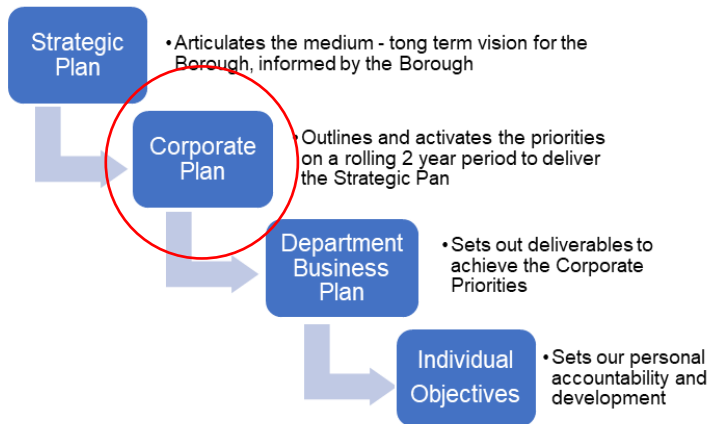 Strategic
Plan
•Articulates the medium - tong term vision for the
Borough, informed by the Borough
Corporate
Plan
•Outlines and activates the priorities
on a rolling 2 year period to deliver
the Strategic Pan
Department
Business
Plan
•Sets out deliverables to
achieve the Corporate
Priorities
Individual
Objectives
•Sets our personal
accountability and
development